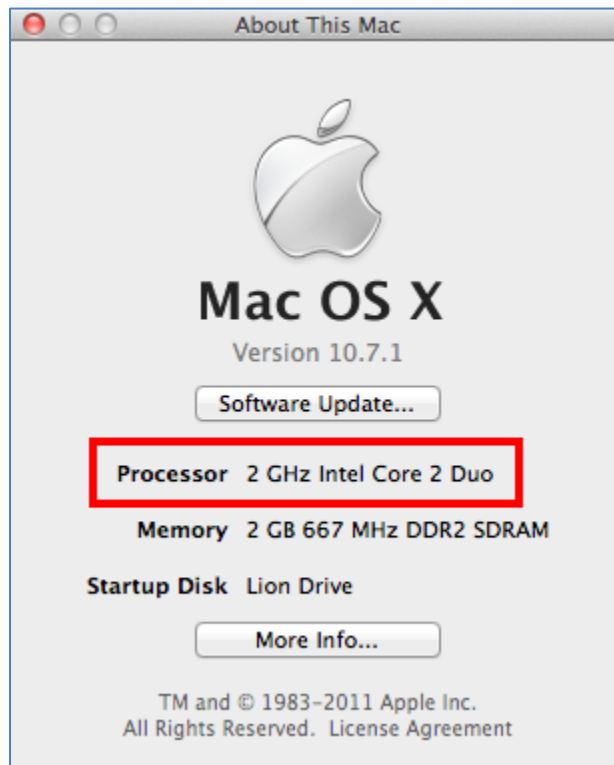 About This Mac
Mac OS X
Version 10.7.1
Software Update...
Processor 2 GHz Intel Core 2 Duo
Memory 2 GB 667 MHz DDR2 SDRAM
Startup Disk Lion Drive
More Info...
TM and © 1983–2011 Apple Inc.
All Rights Reserved. License Agreement